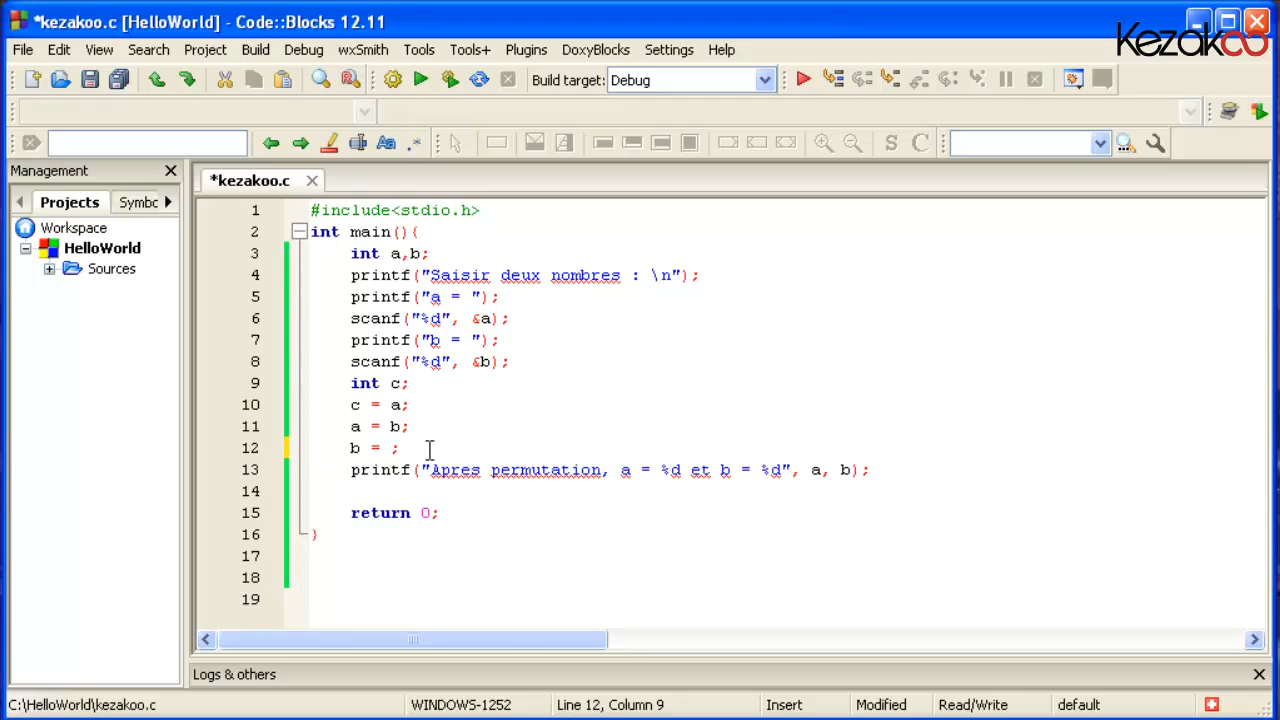 *kezakoo.c [HelloWorld] - Code::Blocks 12.11
Kezakoo
File Edit View Search Project Build Debug wxSmith Tools Tools+ Plugins DoxyBlocks Settings Help
Build target: Debug
S C
Management
*kezakoo.c
Projects Symbc
Workspace
HelloWorld
Sources
1 #include<stdio.h>
2 int main(){
3 int a,b;
4 printf("Saisir deux nombres : \n");
5 printf("a = ");
6 scanf("%d", &a);
7 printf("b = ");
8 scanf("%d", &b);
9 int c;
10 c = a;
11 a = b;
12 b = ;
13 printf("Apres permutation, a = %d et b = %d", a, b);
14
15 return 0;
16 }
17
18
19
Logs & others
C:\HelloWorld\kezakoo.c WINDOWS-1252 Line 12, Column 9 Insert Modified Read/Write default